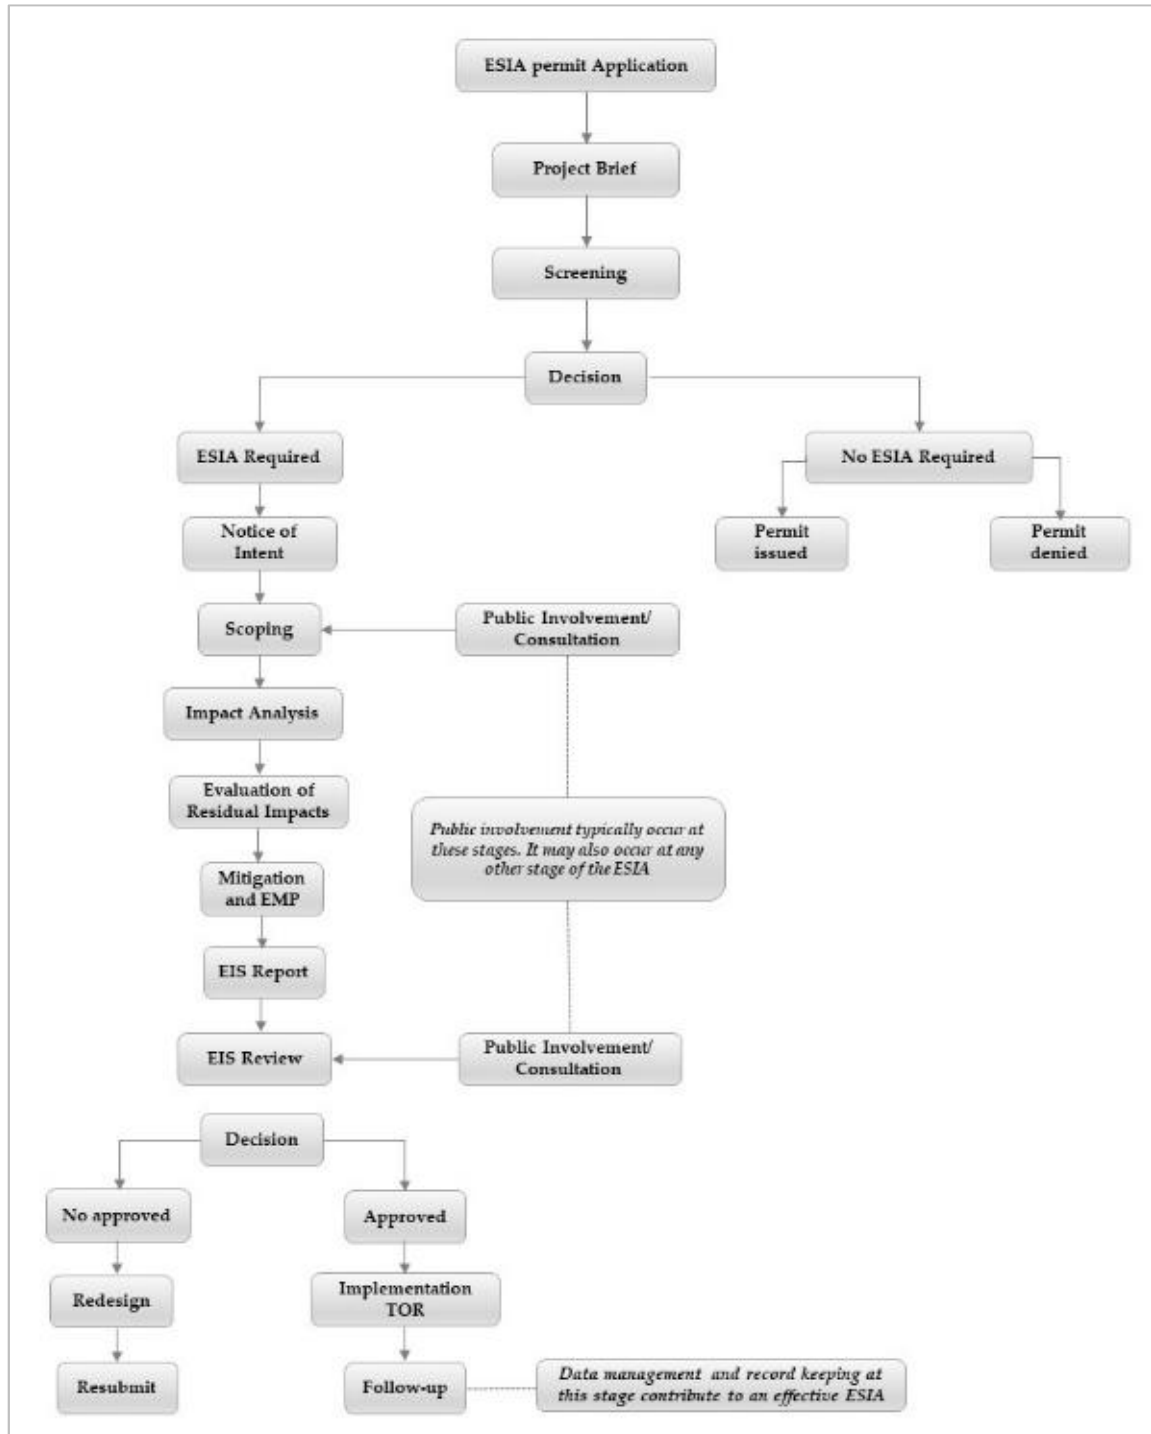 ESIA permit Application
Project Brief
Screening
Decision
ESIA Required
No ESIA Required
Notice of
Intent
Permit
issued
Permit
denied
Scoping
Public Involvement/
Consultation
Impact Analysis
Evaluation of
Residual Impacts
Public involvement typically occur at
these stages. It may also occur at any
other stage of the ESIA
Mitigation
and EMP
EIS Report
EIS Review
Public Involvement/
Consultation
Decision
No approved
Approved
Redesign
Implementation
TOR
Resubmit
Follow-up
Data management and record keeping at
this stage contribute to an effective ESIA